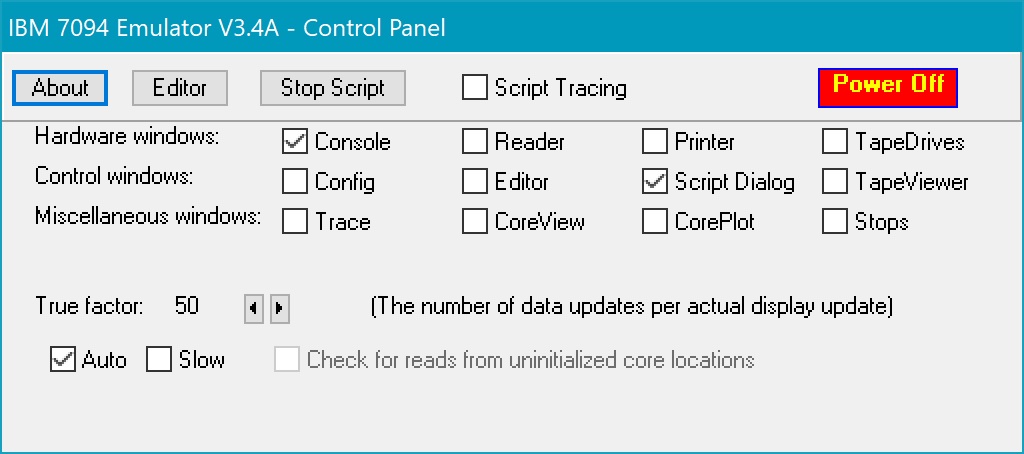 IBM 7094 Emulator V3.4A - Control Panel
About Editor Stop Script Script Tracing Power Off
Hardware windows: Console Reader Printer TapeDrives
Control windows: Config Editor Script Dialog TapeViewer
Miscellaneous windows: Trace CoreView CorePlot Stops
True factor: 50 (The number of data updates per actual display update)
Auto Slow Check for reads from uninitialized core locations